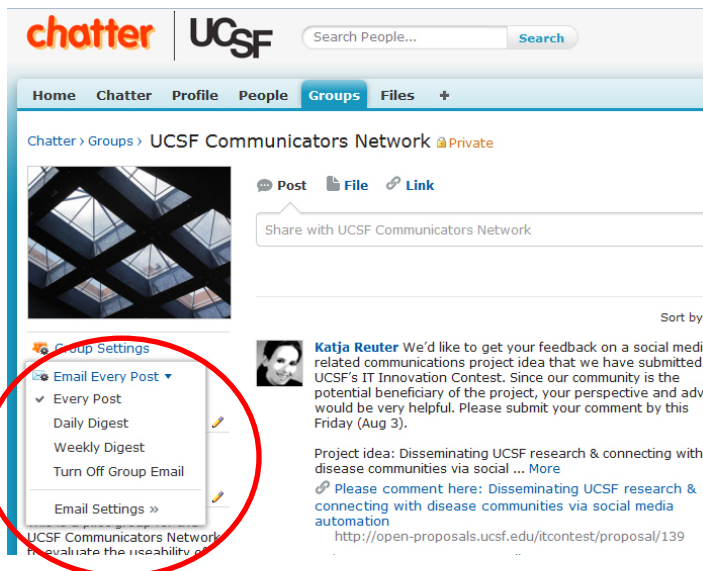 chatter UCSF Search People... Search
Home Chatter Profile People Groups Files +
Chatter › Groups › UCSF Communicators Network Private
Post File Link
Share with UCSF Communicators Network
Sort by
Group Settings
Email Every Post
Every Post
Daily Digest
Weekly Digest
Turn Off Group Email
Email Settings »
UCSF Communicators Network
to evaluate the useability of
Katja Reuter We'd like to get your feedback on a social medi
related communications project idea that we have submitted
UCSF's IT Innovation Contest. Since our community is the
potential beneficiary of the project, your perspective and adv
would be very helpful. Please submit your comment by this
Friday (Aug 3).
Project idea: Disseminating UCSF research & connecting with
disease communities via social ... More
Please comment here: Disseminating UCSF research &
connecting with disease communities via social media
automation
http://open-proposals.ucsf.edu/itcontest/proposal/139